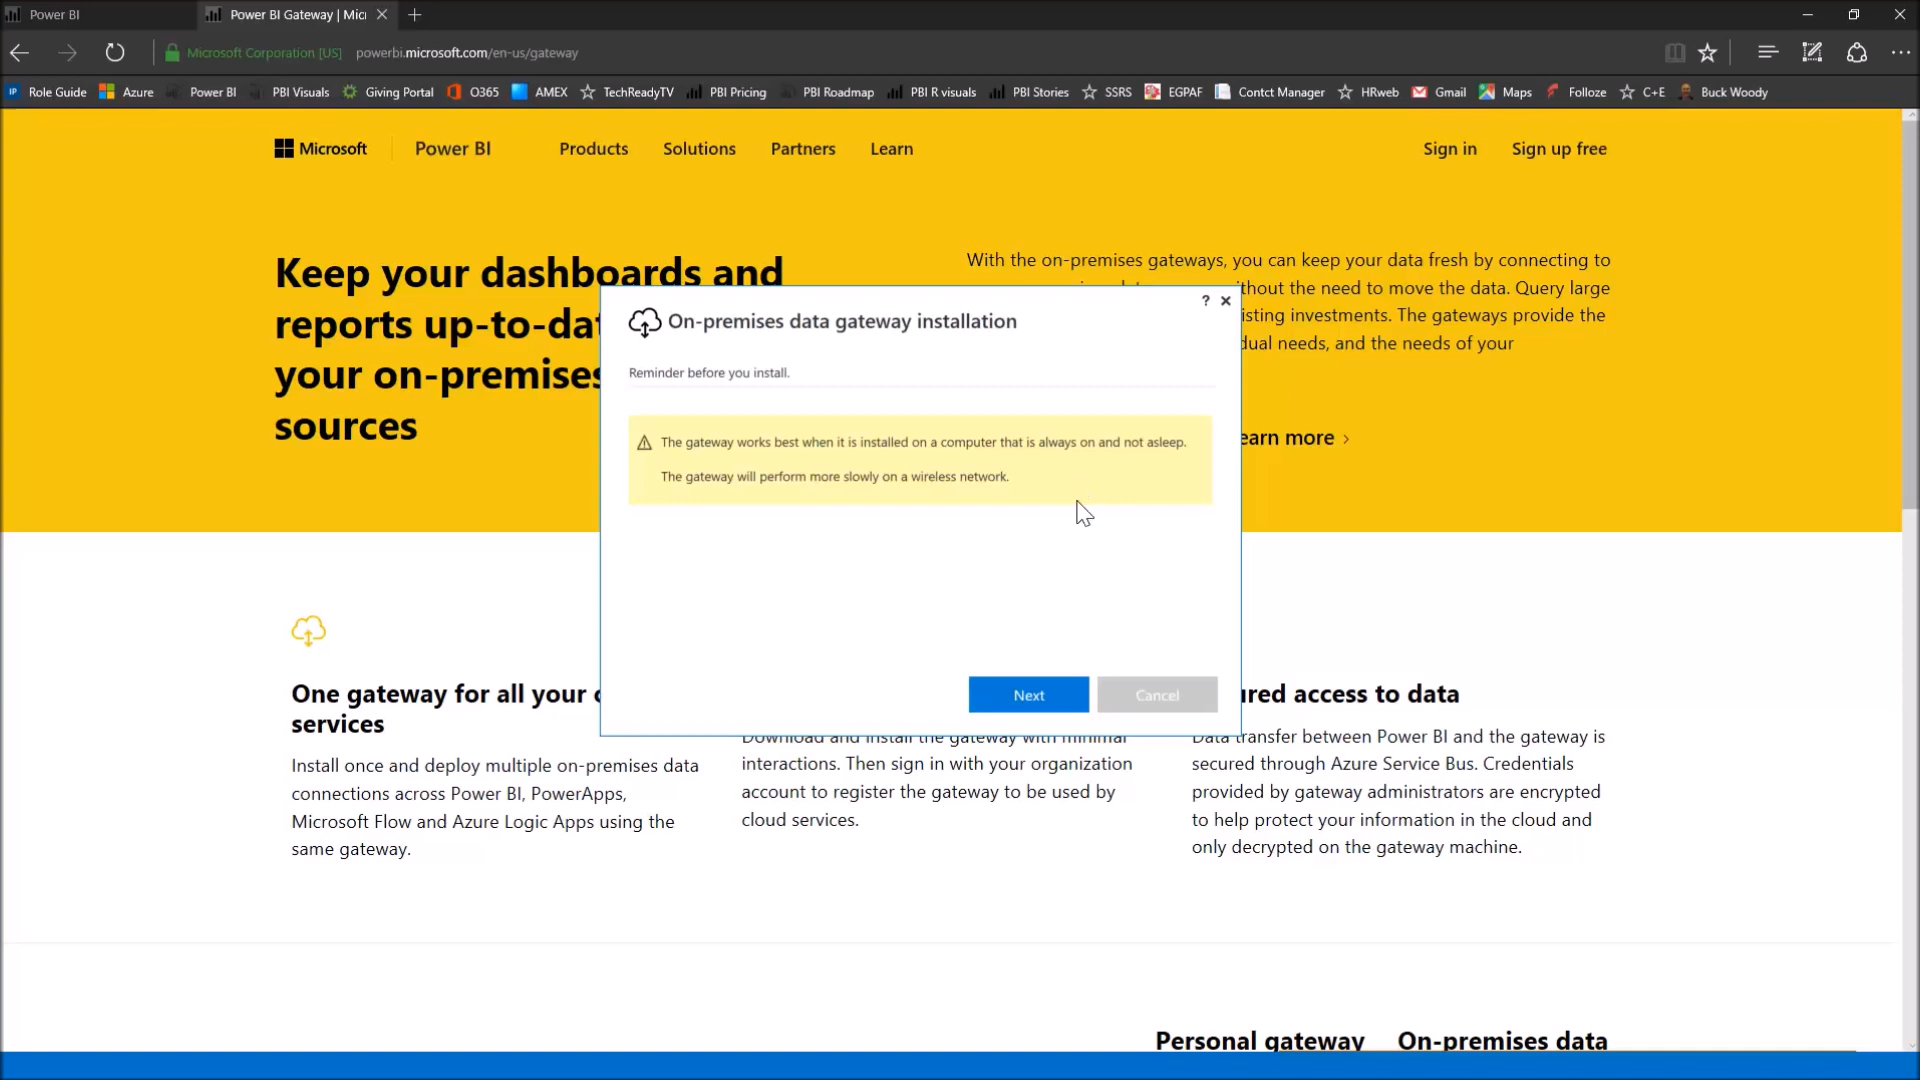 Power BI
Power BI Gateway | Mic
Microsoft Corporation [US] powerbi.microsoft.com/en-us/gateway
Role Guide Azure Power BI PBI Visuals Giving Portal O365 AMEX TechReadyTV PBI Pricing PBI Roadmap PBI R visuals PBI Stories SSRS EGPAF Contct Manager HRweb Gmail Maps Folloze C+E Buck Woody
Microsoft Power BI Products Solutions Partners Learn Sign in Sign up free
Keep your dashboards and
reports up-to-dat
your on-premises
sources
With the on-premises gateways, you can keep your data fresh by connecting to
thout the need to move the data. Query large
isting investments. The gateways provide the
dual needs, and the needs of your
earn more
? ×
On-premises data gateway installation
Reminder before you install.
The gateway works best when it is installed on a computer that is always on and not asleep.
The gateway will perform more slowly on a wireless network.
Next Cancel
One gateway for all your
services
Install once and deploy multiple on-premises data
connections across Power BI, PowerApps,
Microsoft Flow and Azure Logic Apps using the
same gateway.
Download and install the gateway with minimal
interactions. Then sign in with your organization
account to register the gateway to be used by
cloud services.
ured access to data
Data transfer between Power BI and the gateway is
secured through Azure Service Bus. Credentials
provided by gateway administrators are encrypted
to help protect your information in the cloud and
only decrypted on the gateway machine.
Personal gateway On-premises data